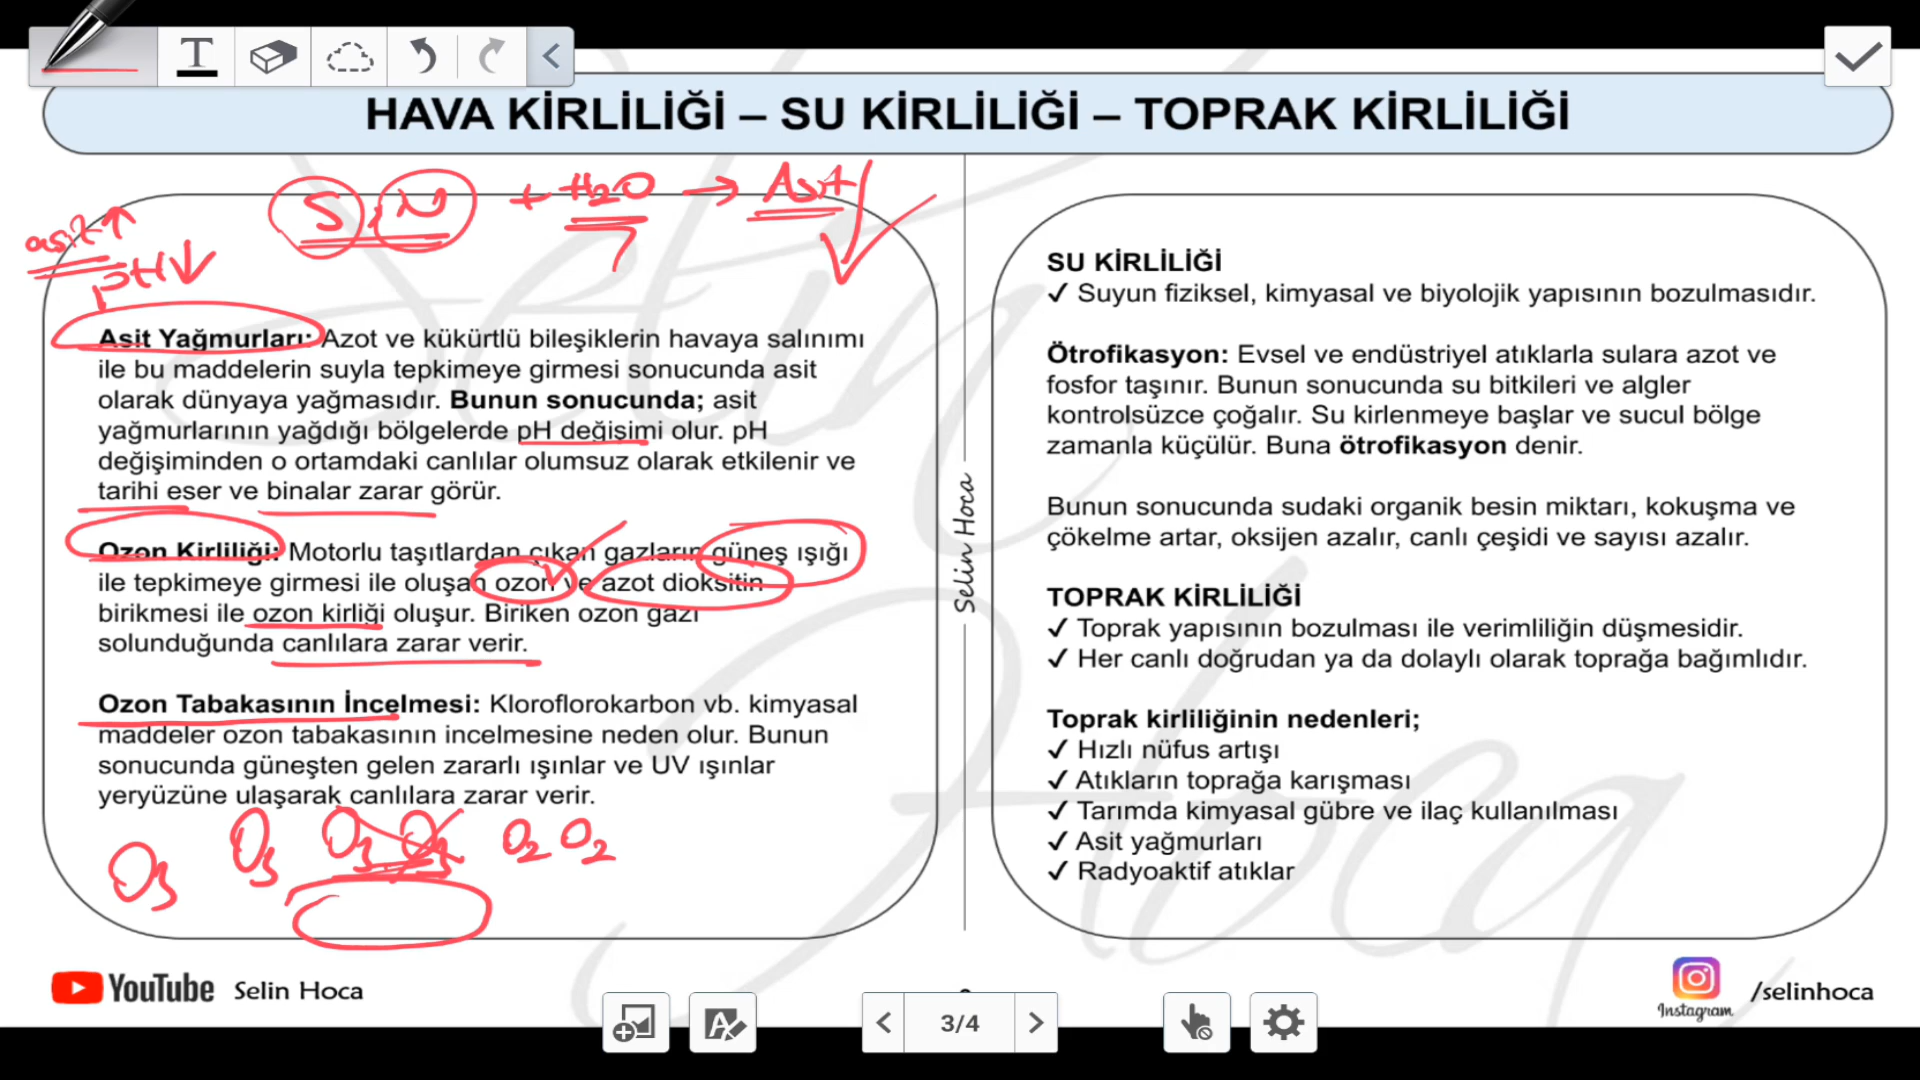 T
HAVA KİRLİLİĞİ – SU KİRLİLİĞİ – TOPRAK KİRLİLİĞİ
S, N + H2O → Asit
asit↑
pH↓
Asit Yağmurları: Azot ve kükürtlü bileşiklerin havaya salınımı
ile bu maddelerin suyla tepkimeye girmesi sonucunda asit
olarak dünyaya yağmasıdır. Bunun sonucunda; asit
yağmurlarının yağdığı bölgelerde pH değişimi olur. pH
değişiminden o ortamdaki canlılar olumsuz olarak etkilenir ve
tarihi eser ve binalar zarar görür.
Ozon Kirliliği: Motorlu taşıtlardan çıkan gazların güneş ışığı
ile tepkimeye girmesi ile oluşan ozon ve azot dioksitin
birikmesi ile ozon kirliği oluşur. Biriken ozon gazı
solunduğunda canlılara zarar verir.
Ozon Tabakasının İncelmesi: Kloroflorokarbon vb. kimyasal
maddeler ozon tabakasının incelmesine neden olur. Bunun
sonucunda güneşten gelen zararlı ışınlar ve UV ışınlar
yeryüzüne ulaşarak canlılara zarar verir.
O3 O3 O3 O3 O2 O2
Selin Hoca
SU KİRLİLİĞİ
✓ Suyun fiziksel, kimyasal ve biyolojik yapısının bozulmasıdır.
Ötrofikasyon: Evsel ve endüstriyel atıklarla sulara azot ve
fosfor taşınır. Bunun sonucunda su bitkileri ve algler
kontrolsüzce çoğalır. Su kirlenmeye başlar ve sucul bölge
zamanla küçülür. Buna ötrofikasyon denir.
Bunun sonucunda sudaki organik besin miktarı, kokuşma ve
çökelme artar, oksijen azalır, canlı çeşidi ve sayısı azalır.
TOPRAK KİRLİLİĞİ
✓ Toprak yapısının bozulması ile verimliliğin düşmesidir.
✓ Her canlı doğrudan ya da dolaylı olarak toprağa bağımlıdır.
Toprak kirliliğinin nedenleri;
✓ Hızlı nüfus artışı
✓ Atıkların toprağa karışması
✓ Tarımda kimyasal gübre ve ilaç kullanılması
✓ Asit yağmurları
✓ Radyoaktif atıklar
YouTube Selin Hoca
Instagram /selinhoca
3/4